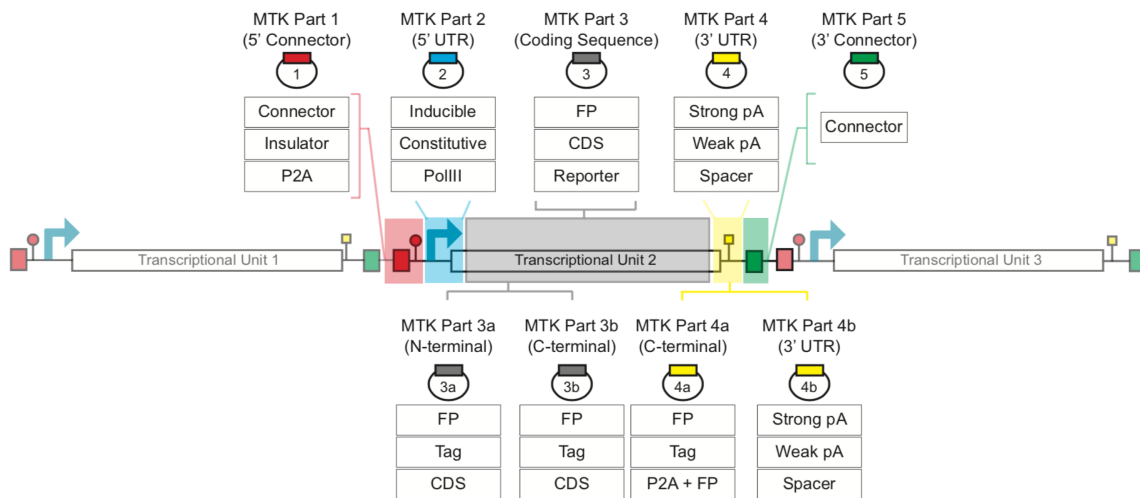 MTK Part 1
(5' Connector)
1
Connector
Insulator
P2A
MTK Part 2
(5' UTR)
2
Inducible
Constitutive
PolIII
MTK Part 3
(Coding Sequence)
3
FP
CDS
Reporter
MTK Part 4
(3' UTR)
4
Strong pA
Weak pA
Spacer
MTK Part 5
(3' Connector)
5
Connector
Transcriptional Unit 1
Transcriptional Unit 2
Transcriptional Unit 3
MTK Part 3a
(N-terminal)
3a
FP
Tag
CDS
MTK Part 3b
(C-terminal)
3b
FP
Tag
CDS
MTK Part 4a
(C-terminal)
4a
FP
Tag
P2A + FP
MTK Part 4b
(3' UTR)
4b
Strong pA
Weak pA
Spacer